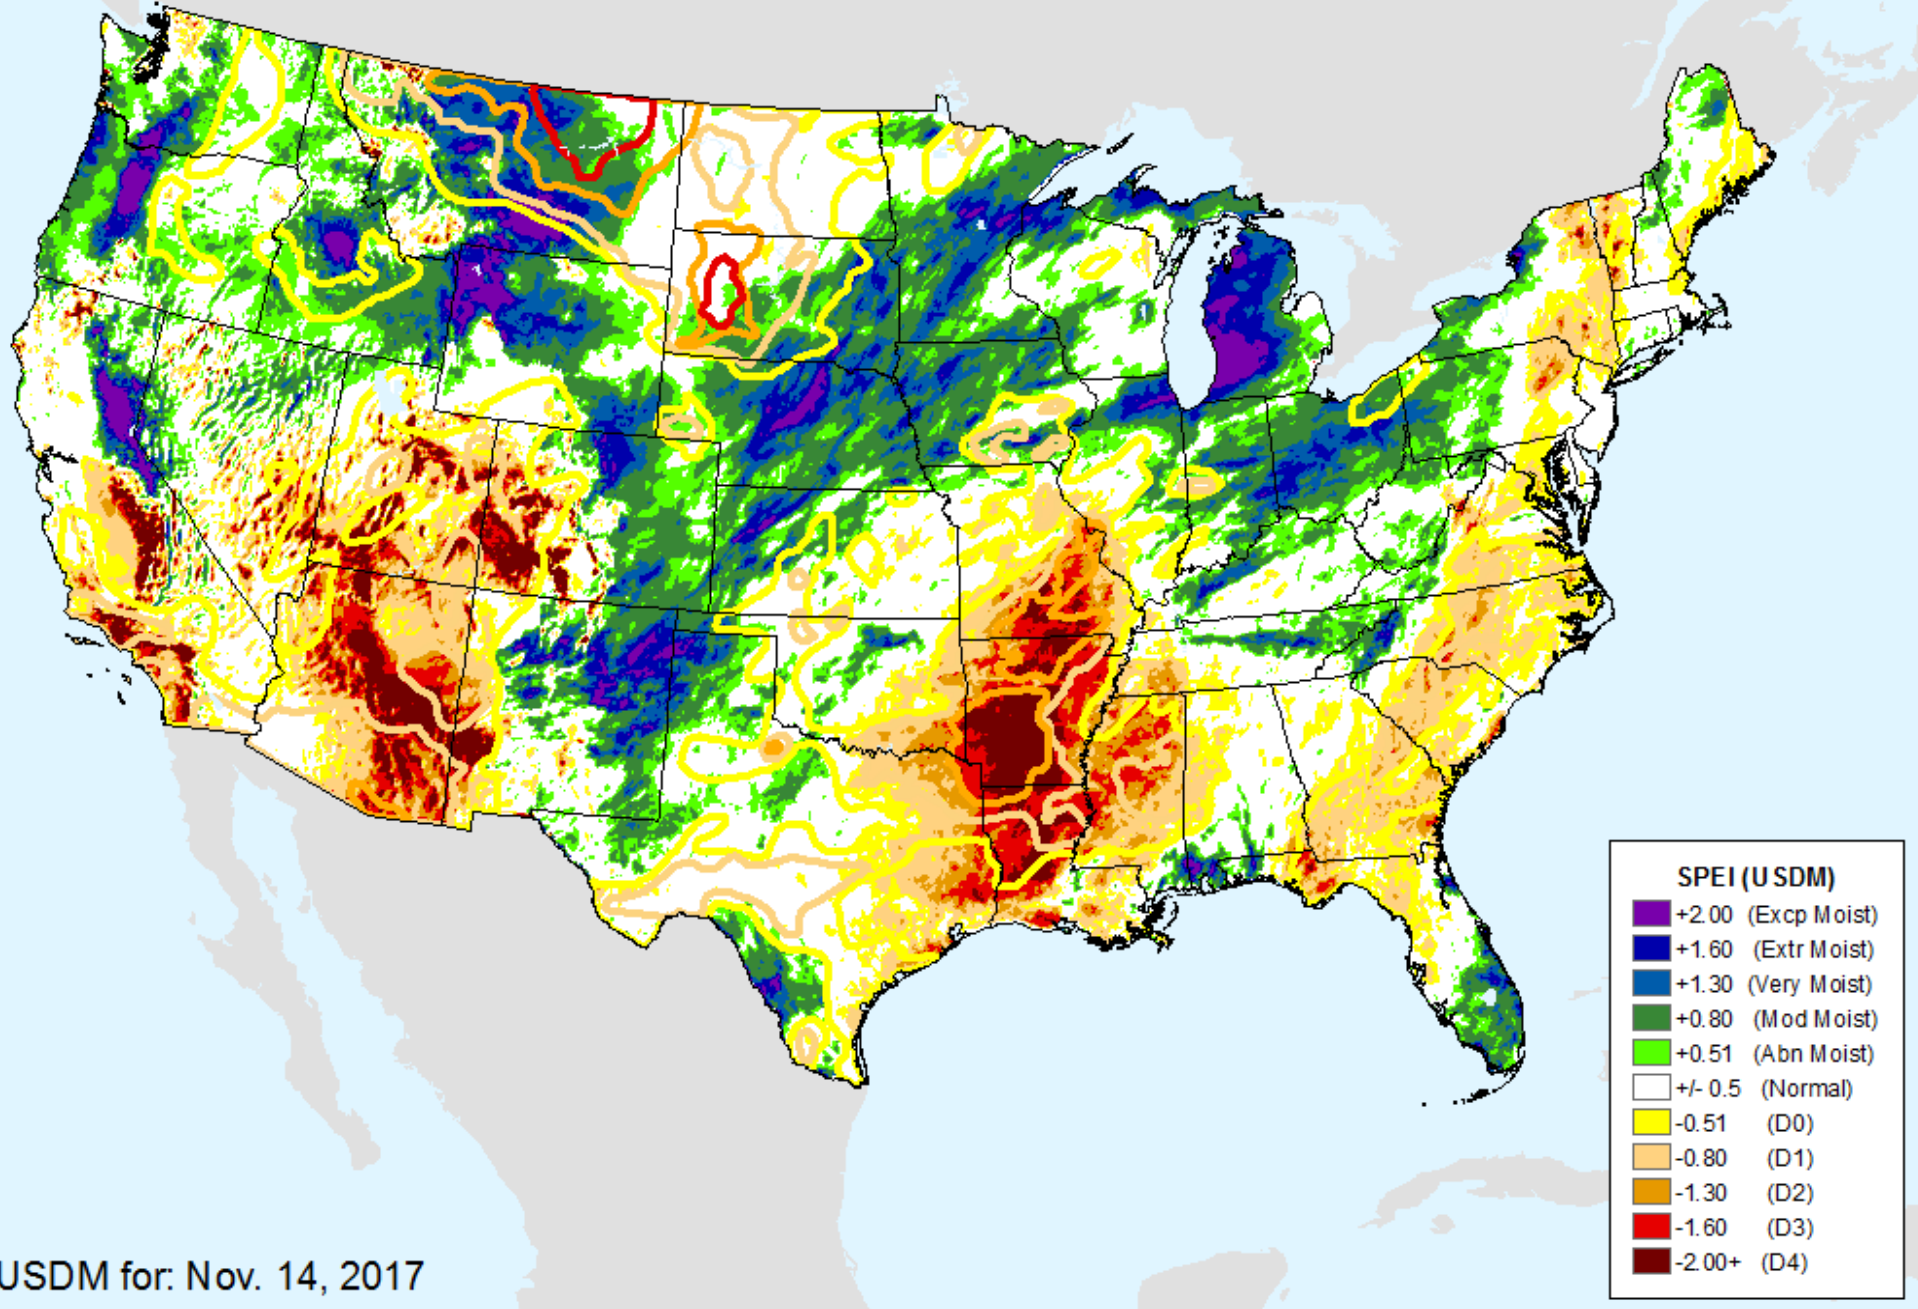 SPEI (USDM)
+2.00 (Excp Moist)
+1.60 (Extr Moist)
+1.30 (Very Moist)
+0.80 (Mod Moist)
+0.51 (Abn Moist)
+/- 0.5 (Normal)
-0.51 (D0)
-0.80 (D1)
-1.30 (D2)
-1.60 (D3)
-2.00+ (D4)
USDM for: Nov. 14, 2017